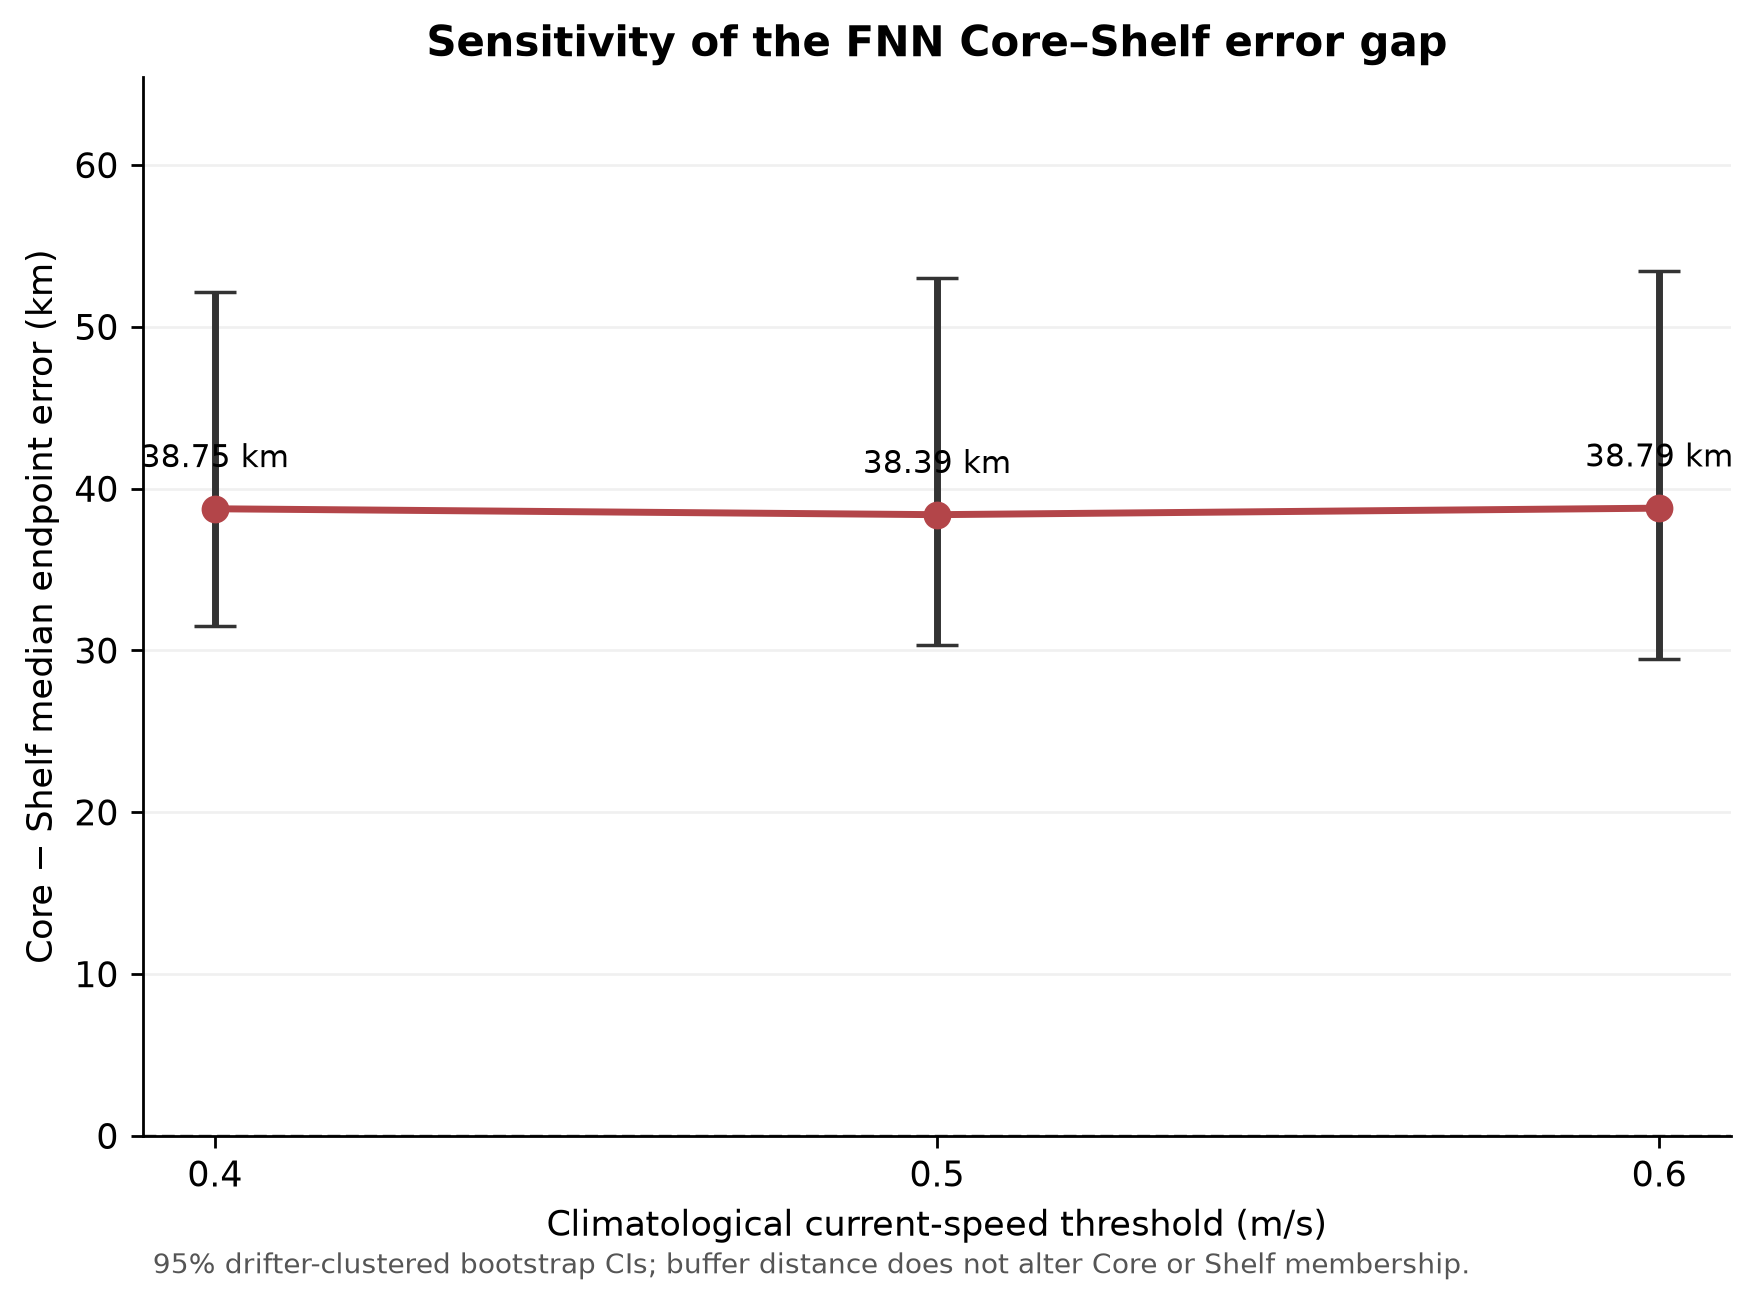 Sensitivity of the FNN Core–Shelf error gap
Core − Shelf median endpoint error (km)
60
50
40
30
20
10
0
38.75 km
38.39 km
38.79 km
0.4
0.5
0.6
Climatological current-speed threshold (m/s)
95% drifter-clustered bootstrap CIs; buffer distance does not alter Core or Shelf membership.